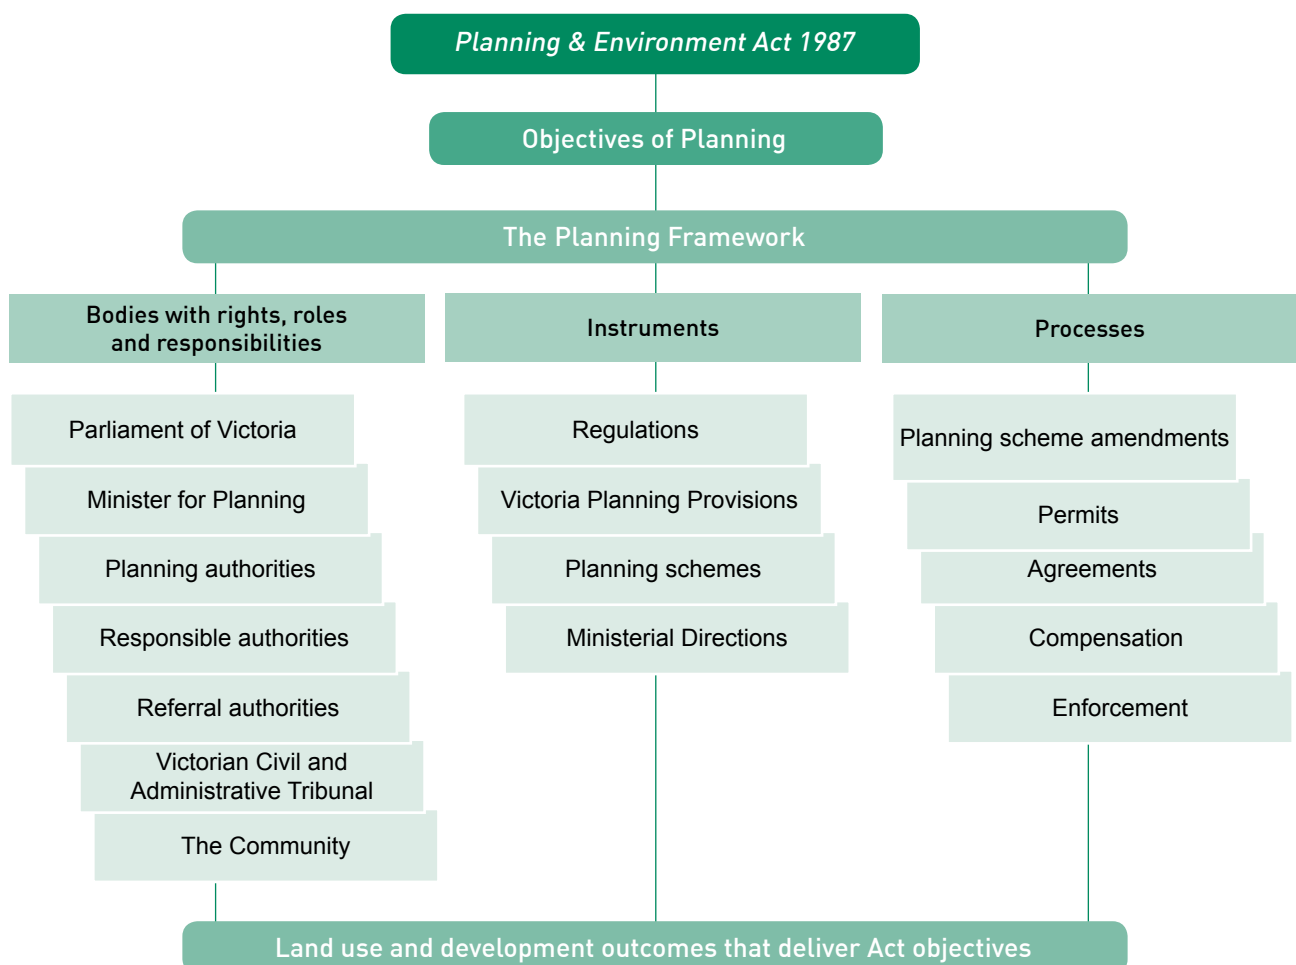 Planning & Environment Act 1987
Objectives of Planning
The Planning Framework
Bodies with rights, roles
and responsibilities
Parliament of Victoria
Minister for Planning
Planning authorities
Responsible authorities
Referral authorities
Victorian Civil and
Administrative Tribunal
The Community
Instruments
Regulations
Victoria Planning Provisions
Planning schemes
Ministerial Directions
Processes
Planning scheme amendments
Permits
Agreements
Compensation
Enforcement
Land use and development outcomes that deliver Act objectives